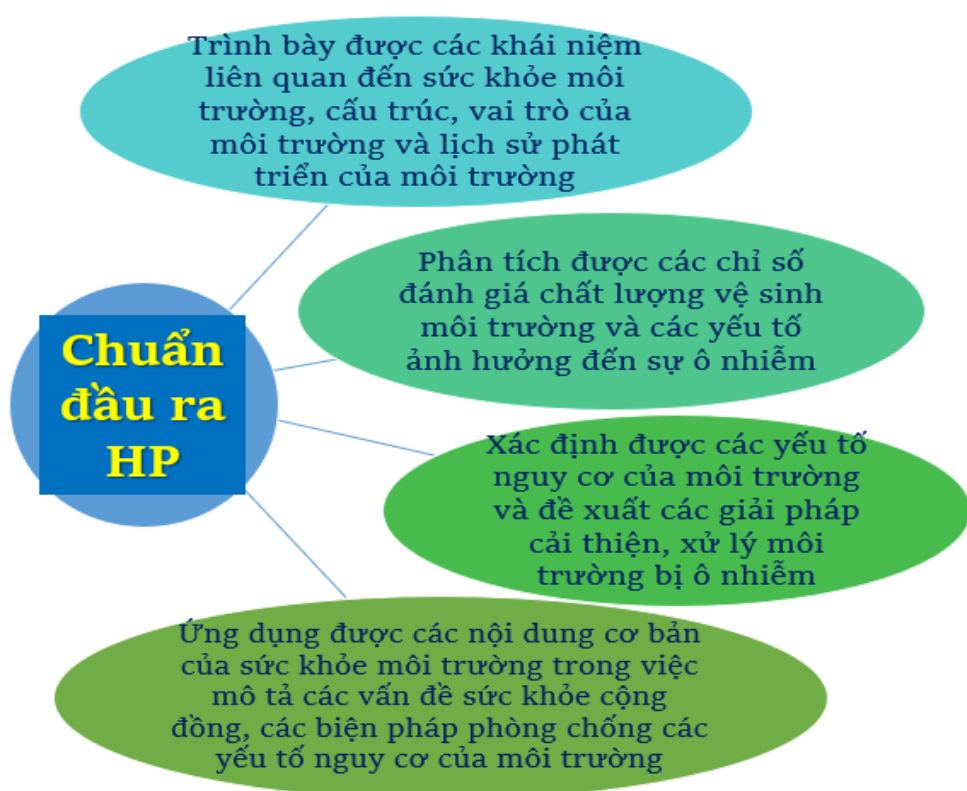 Trình bày được các khái niệm
liên quan đến sức khỏe môi
trường, cấu trúc, vai trò của
môi trường và lịch sử phát
triển của môi trường
Phân tích được các chỉ số
đánh giá chất lượng vệ sinh
môi trường và các yếu tố
ảnh hưởng đến sự ô nhiễm
Chuẩn
đầu ra
HP
Xác định được các yếu tố
nguy cơ của môi trường
và đề xuất các giải pháp
cải thiện, xử lý môi
trường bị ô nhiễm
Ứng dụng được các nội dung cơ bản
của sức khỏe môi trường trong việc
mô tả các vấn đề sức khỏe cộng
đồng, các biện pháp phòng chống các
yếu tố nguy cơ của môi trường